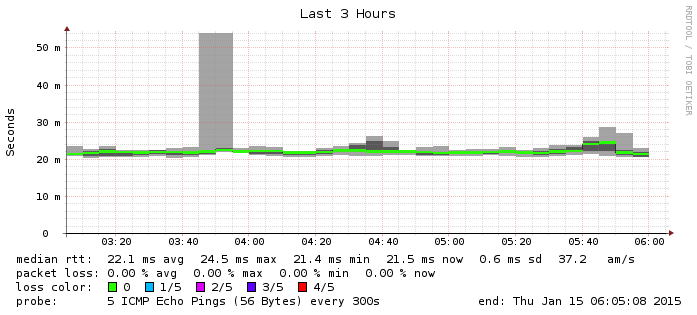 Last 3 Hours
RRDTOOL / TOBI OETIKER
Seconds
50 m
40 m
30 m
20 m
10 m
0
03:20 03:40 04:00 04:20 04:40 05:00 05:20 05:40 06:00
median rtt: 22.1 ms avg 24.5 ms max 21.4 ms min 21.5 ms now 0.6 ms sd 37.2 am/s
packet loss: 0.00 % avg 0.00 % max 0.00 % min 0.00 % now
loss color: 0 1/5 2/5 3/5 4/5
probe: 5 ICMP Echo Pings (56 Bytes) every 300s end: Thu Jan 15 06:05:08 2015